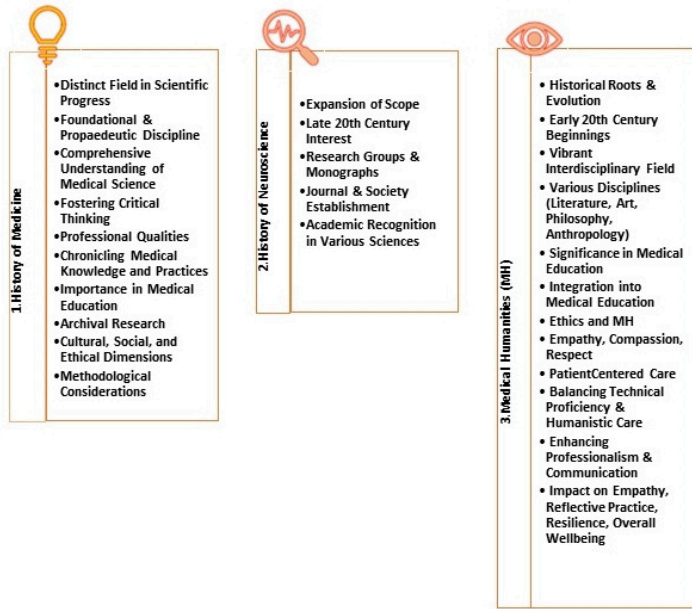 1.History of Medicine
•Distinct Field in Scientific
Progress
•Foundational &
Propaedeutic Discipline
•Comprehensive
Understanding of
Medical Science
•Fostering Critical
Thinking
•Professional Qualities
•Chronicling Medical
Knowledge and Practices
•Importance in Medical
Education
•Archival Research
•Cultural, Social, and
Ethical Dimensions
•Methodological
Considerations
2.History of Neuroscience
•Expansion of Scope
•Late 20th Century
Interest
•Research Groups &
Monographs
•Journal & Society
Establishment
•Academic Recognition
in Various Sciences
3.Medical Humanities (MH)
• Historical Roots &
Evolution
• Early 20th Century
Beginnings
• Vibrant
Interdisciplinary Field
• Various Disciplines
(Literature, Art,
Philosophy,
Anthropology)
• Significance in Medical
Education
• Integration into
Medical Education
• Ethics and MH
• Empathy, Compassion,
Respect
• PatientCentered Care
• Balancing Technical
Proficiency &
Humanistic Care
• Enhancing
Professionalism &
Communication
• Impact on Empathy,
Reflective Practice,
Resilience, Overall
Wellbeing